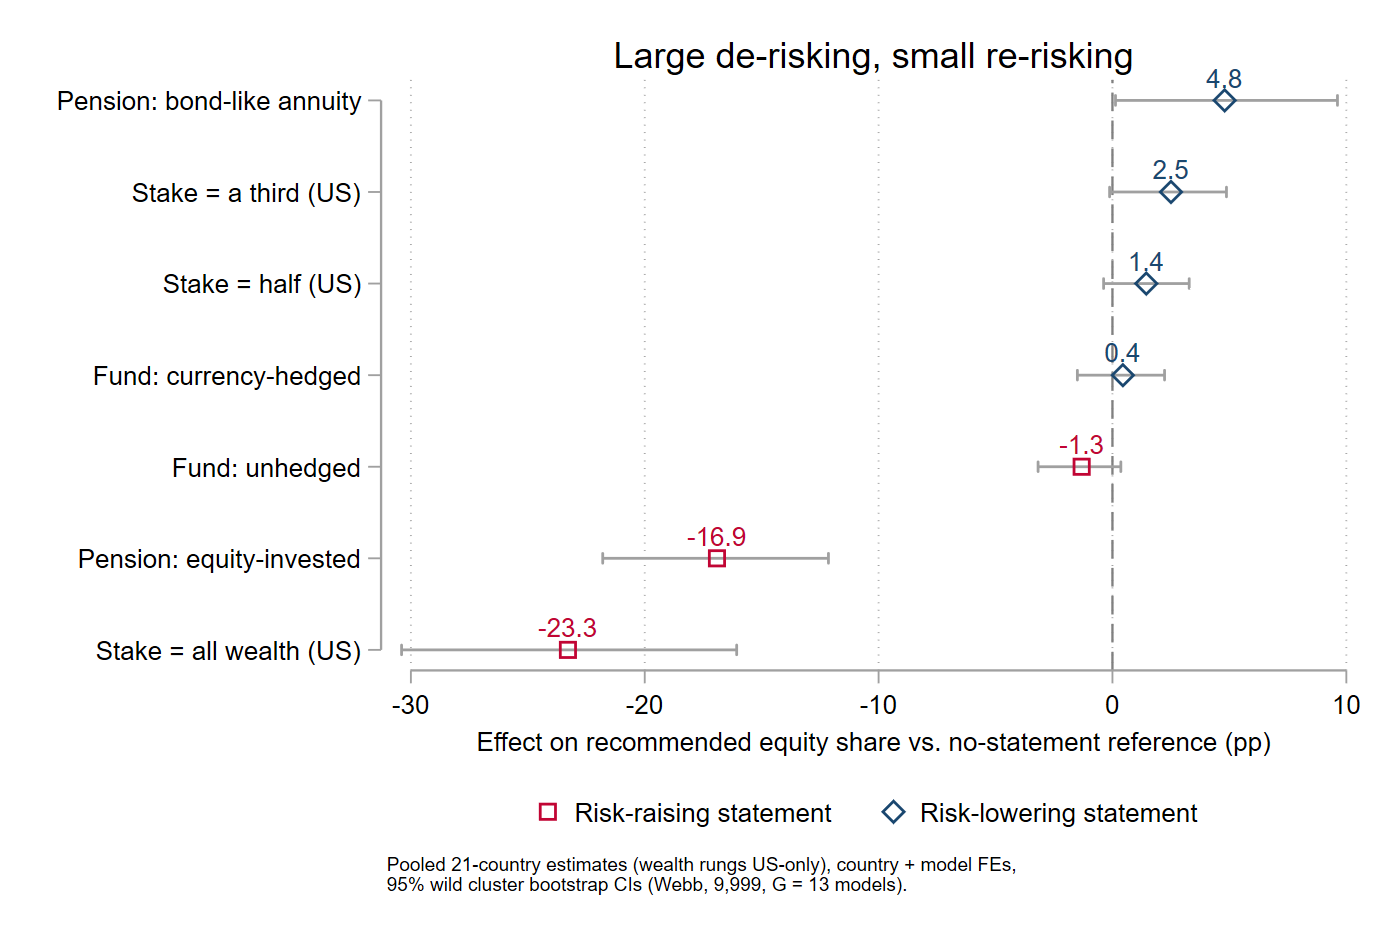 Large de-risking, small re-risking
Pension: bond-like annuity
4.8
Stake = a third (US)
2.5
Stake = half (US)
1.4
Fund: currency-hedged
0.4
Fund: unhedged
-1.3
Pension: equity-invested
-16.9
Stake = all wealth (US)
-23.3
-30 -20 -10 0 10
Effect on recommended equity share vs. no-statement reference (pp)
Risk-raising statement Risk-lowering statement
Pooled 21-country estimates (wealth rungs US-only), country + model FEs,
95% wild cluster bootstrap CIs (Webb, 9,999, G = 13 models).